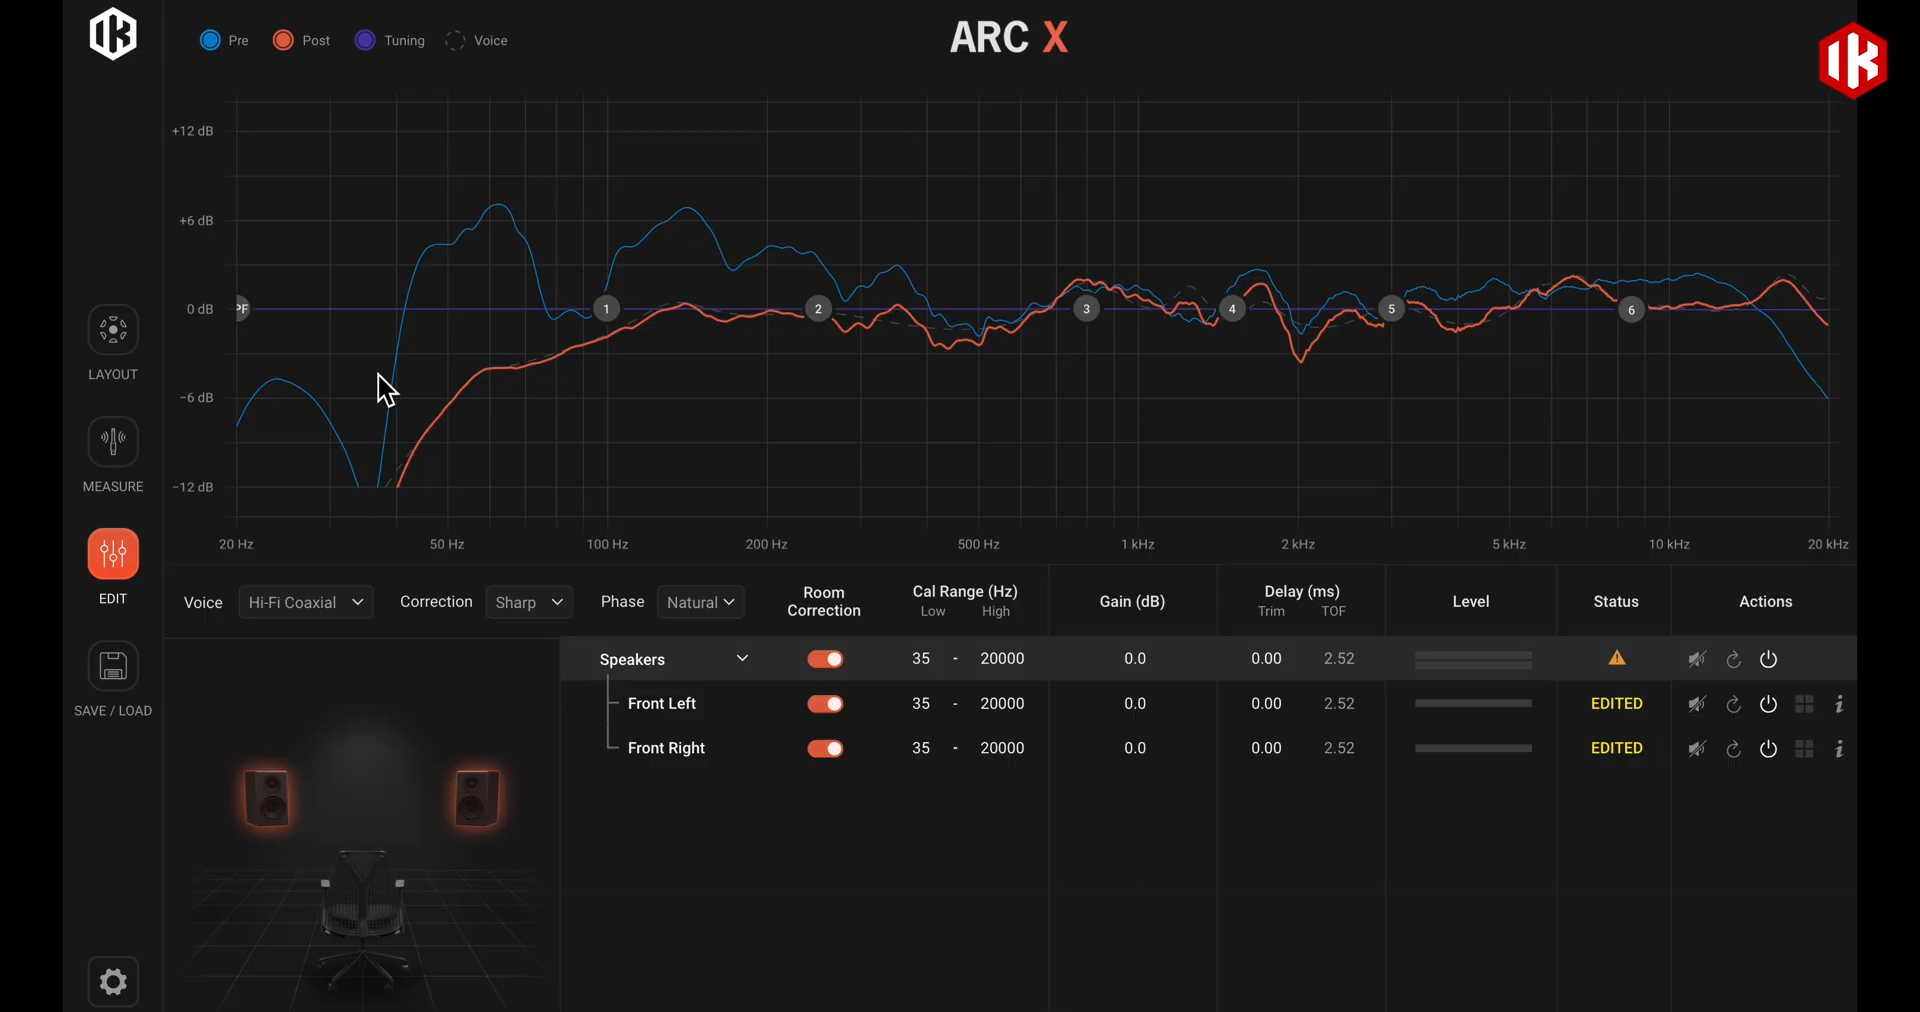 IK
Pre Post Tuning Voice
ARC X
IK
+12 dB
+6 dB
0 dB
-6 dB
-12 dB
PF 1 2 3 4 5 6
20 Hz 50 Hz 100 Hz 200 Hz 500 Hz 1 kHz 2 kHz 5 kHz 10 kHz 20 kHz
LAYOUT
MEASURE
EDIT
SAVE / LOAD
Voice Hi-Fi Coaxial Correction Sharp Phase Natural
Room Correction
Cal Range (Hz)
Low High
Gain (dB)
Delay (ms)
Trim TOF
Level Status Actions
Speakers 35 - 20000 0.0 0.00 2.52
Front Left 35 - 20000 0.0 0.00 2.52 EDITED i
Front Right 35 - 20000 0.0 0.00 2.52 EDITED i